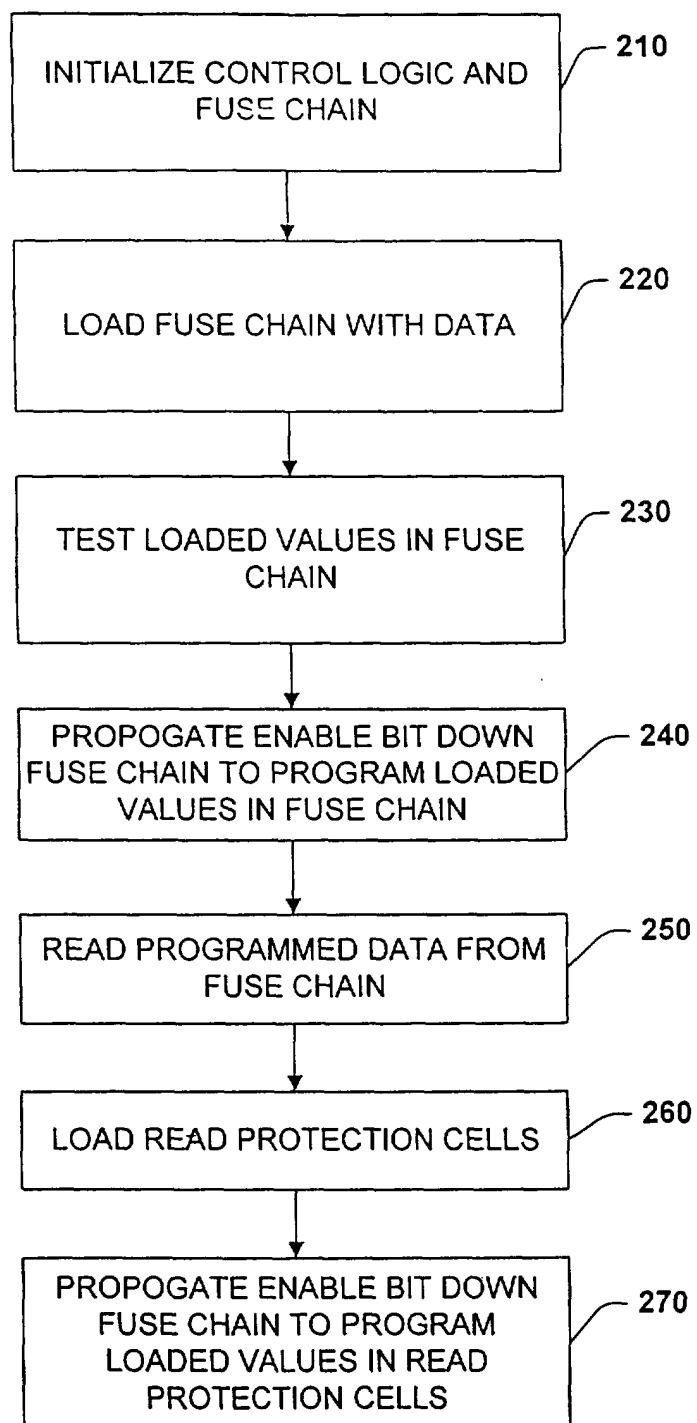 INITIALIZE CONTROL LOGIC AND
FUSE CHAIN
210
LOAD FUSE CHAIN WITH DATA
220
TEST LOADED VALUES IN FUSE
CHAIN
230
PROPOGATE ENABLE BIT DOWN
FUSE CHAIN TO PROGRAM LOADED
VALUES IN FUSE CHAIN
240
READ PROGRAMMED DATA FROM
FUSE CHAIN
250
LOAD READ PROTECTION CELLS
260
PROPOGATE ENABLE BIT DOWN
FUSE CHAIN TO PROGRAM
LOADED VALUES IN READ
PROTECTION CELLS
270